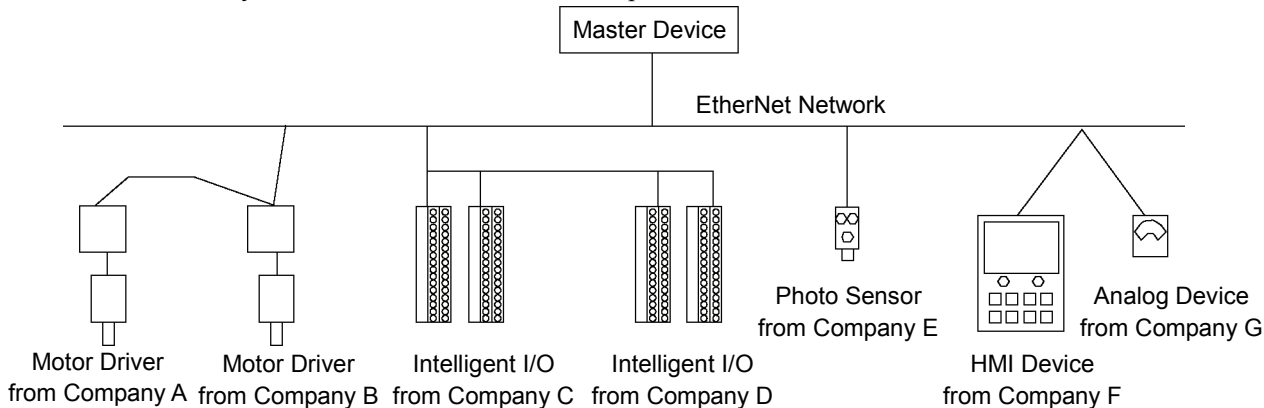 Master Device
EtherNet Network
Photo Sensor
from Company E
Analog Device
from Company G
Motor Driver
from Company A
Motor Driver
from Company B
Intelligent I/O
from Company C
Intelligent I/O
from Company D
HMI Device
from Company F